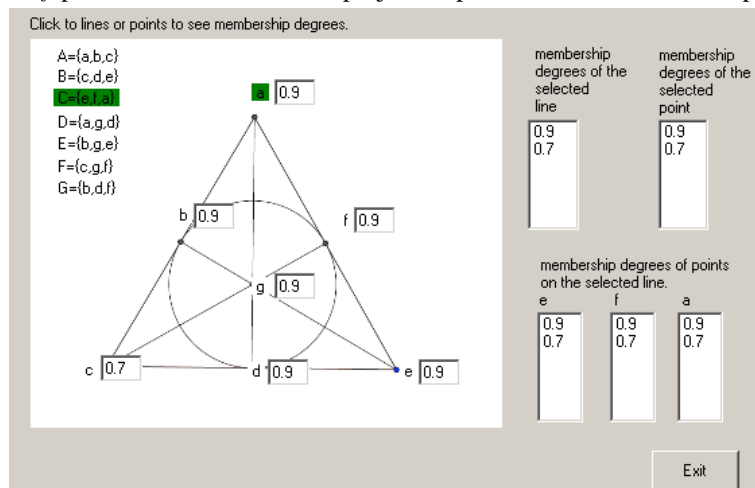 Click to lines or points to see membership degrees.
A={a,b,c}
B={c,d,e}
C={e,f,a}
D={a,g,d}
E={b,g,e}
F={c,g,f}
G={b,d,f}
a 0.9
b 0.9
f 0.9
g 0.9
c 0.7
d 0.9
e 0.9
membership
degrees of the
selected
line
0.9
0.7
membership
degrees of the
selected
point
0.9
0.7
membership degrees of points
on the selected line.
e f a
0.9 0.9 0.9
0.7 0.7 0.7
Exit